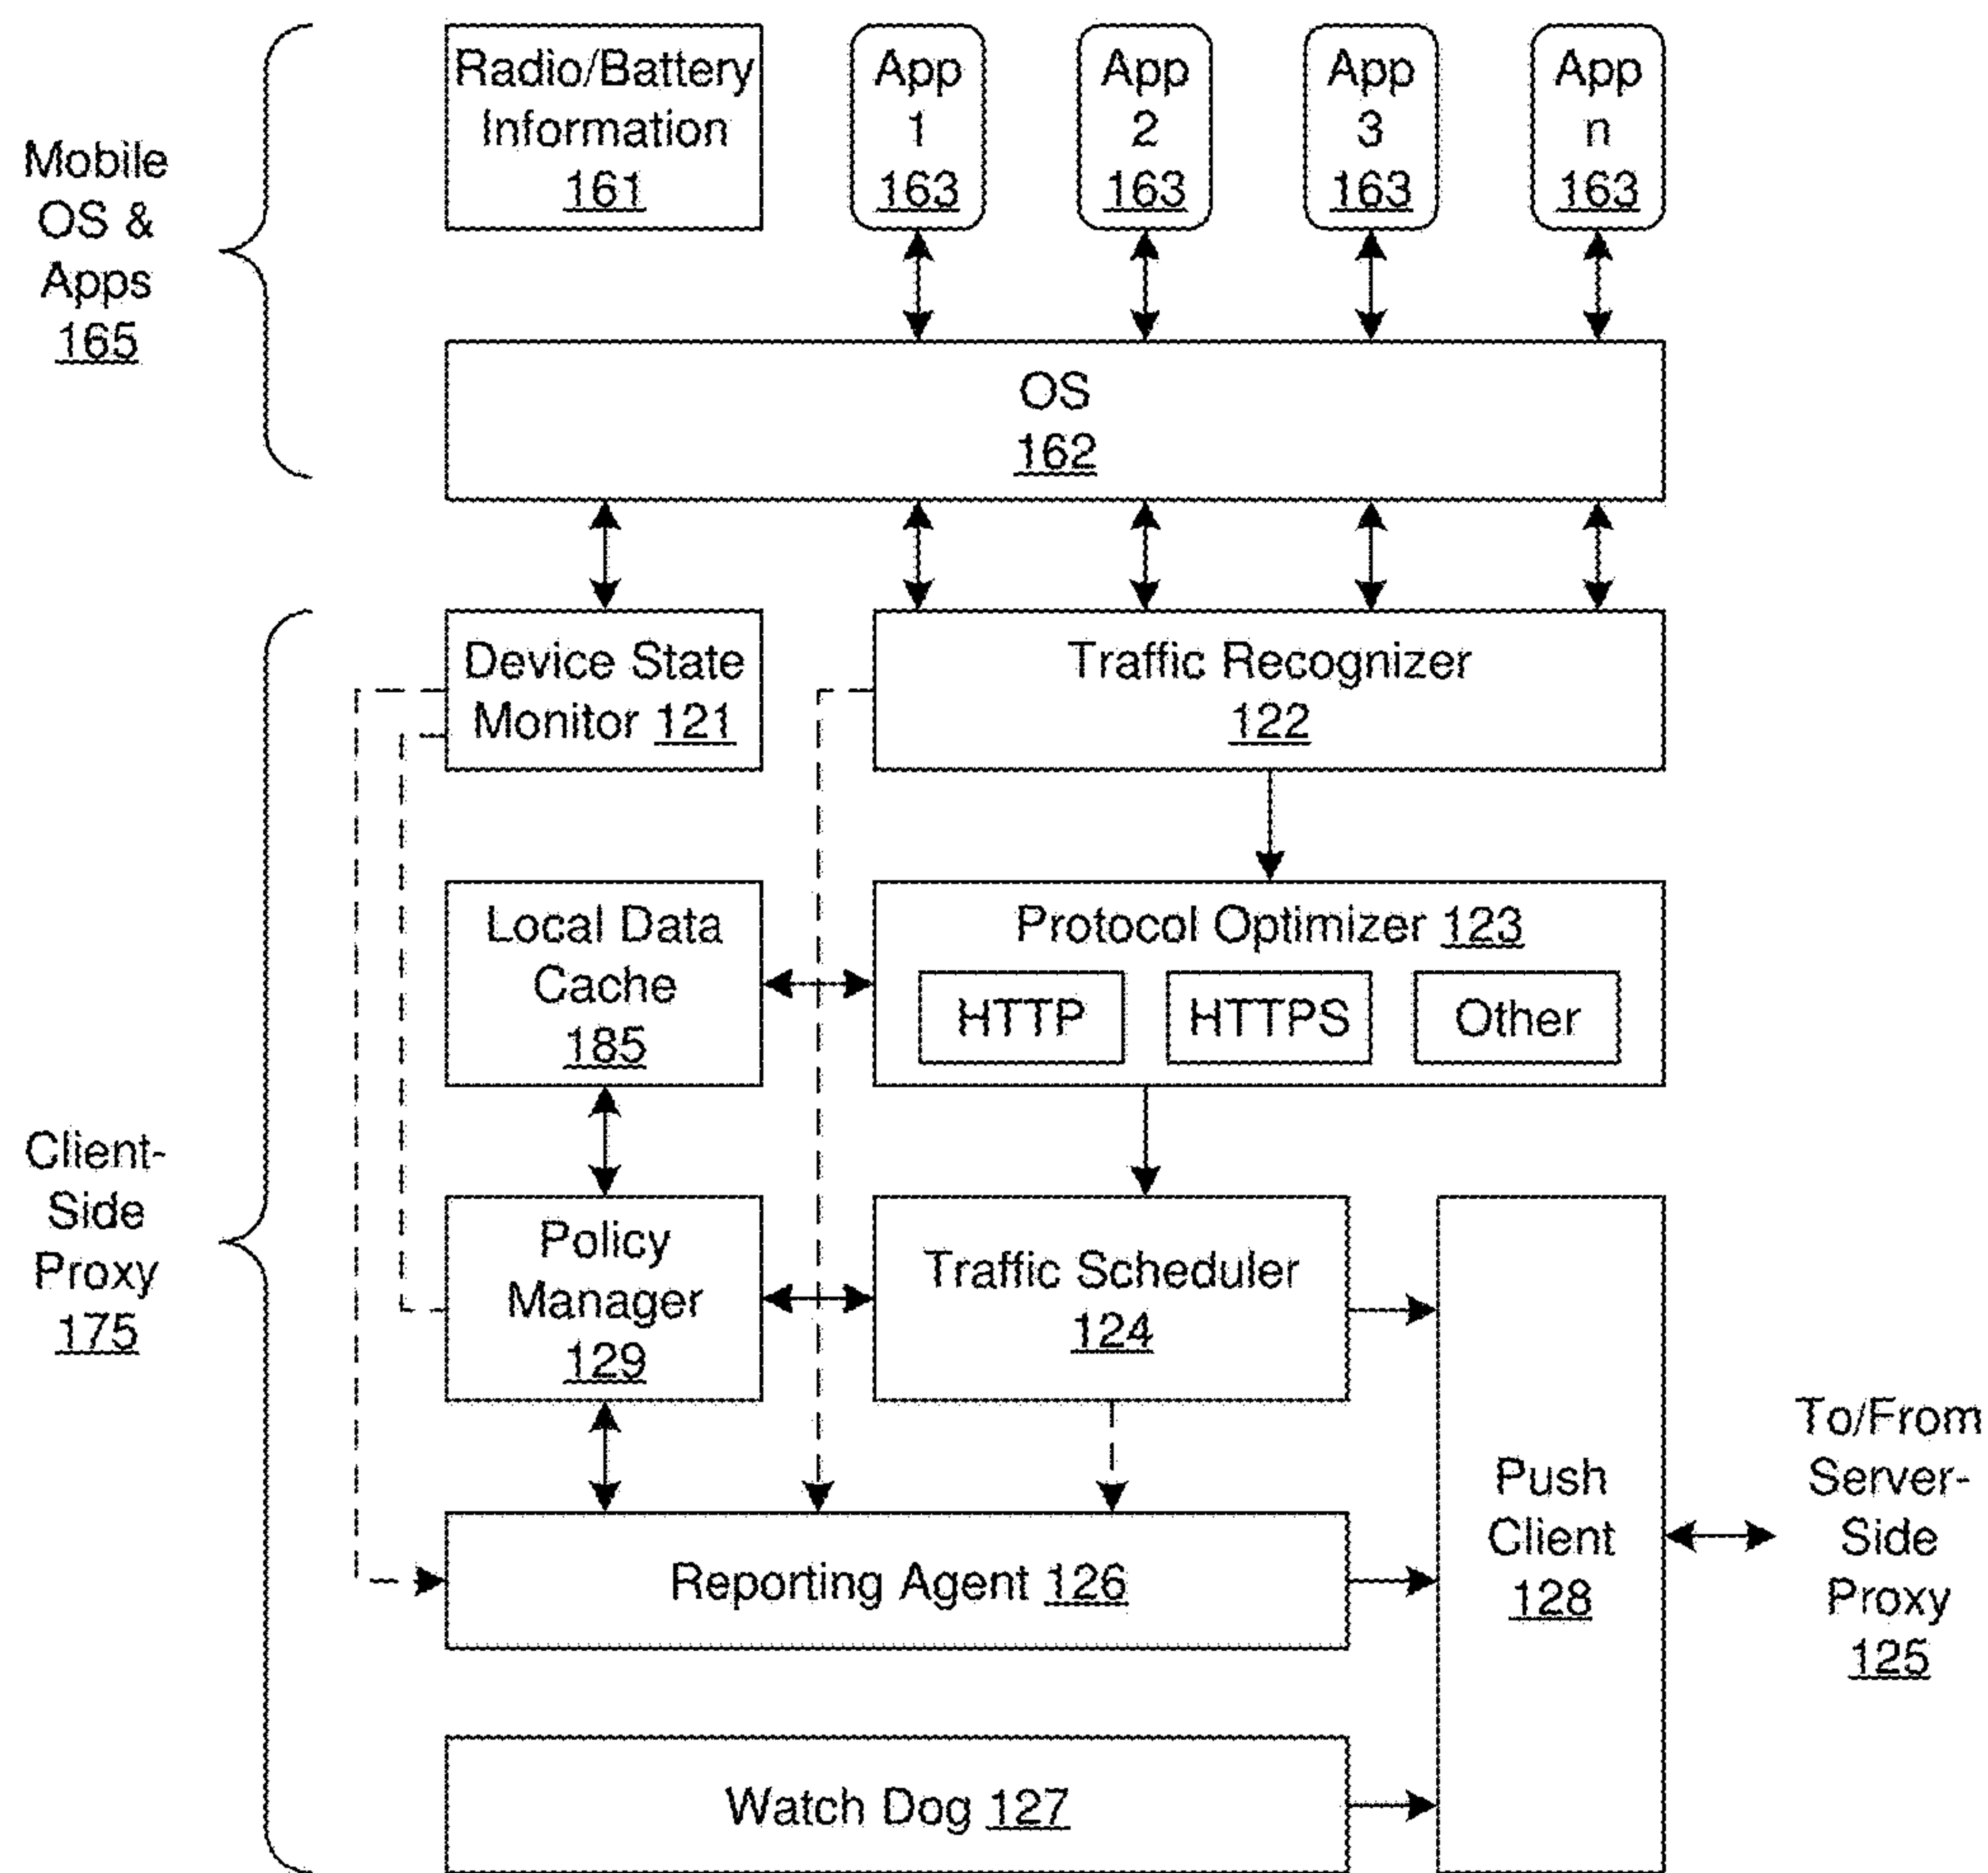 Radio/Battery
Information
161
App
1
163
App
2
163
App
3
163
App
n
163
Mobile
OS &
Apps
165
OS
162
Device State
Monitor 121
Traffic Recognizer
122
Local Data
Cache
185
Protocol Optimizer 123
HTTP
HTTPS
Other
Client-
Side
Proxy
175
Policy
Manager
129
Traffic Scheduler
124
Push
Client
128
To/From
Server-
Side
Proxy
125
Reporting Agent 126
Watch Dog 127